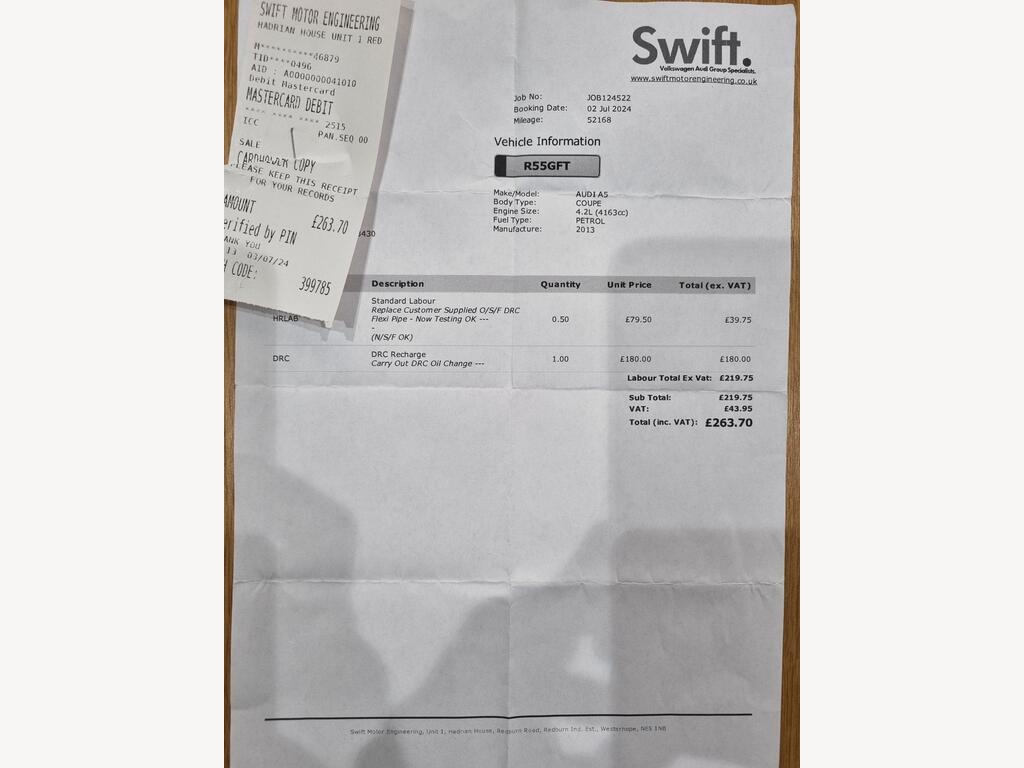 SWIFT MOTOR ENGINEERING
HADRIAN HOUSE UNIT 1 RED
M**********46879
TID****0496
AID : A0000000041010
Debit Mastercard
MASTERCARD DEBIT
**** **** **** 2515
ICC
PAN.SEQ 00
SALE
CARDHOLDER COPY
PLEASE KEEP THIS RECEIPT
FOR YOUR RECORDS
AMOUNT
£263.70
erified by PIN
ANK YOU
13 03/07/24
H CODE:
399785
Swift.
Volkswagen Audi Group Specialists.
www.swiftmotorengineering.co.uk
Job No: JOB124522
Booking Date: 02 Jul 2024
Mileage: 52168
Vehicle Information
R55GFT
Make/Model: AUDI A5
Body Type: COUPE
Engine Size: 4.2L (4163cc)
Fuel Type: PETROL
Manufacture: 2013
430
Description Quantity Unit Price Total (ex. VAT)
Standard Labour
Replace Customer Supplied O/S/F DRC
HRLAB Flexi Pipe - Now Testing OK --- 0.50 £79.50 £39.75
-
(N/S/F OK)
DRC DRC Recharge 1.00 £180.00 £180.00
Carry Out DRC Oil Change ---
Labour Total Ex Vat: £219.75
Sub Total: £219.75
VAT: £43.95
Total (inc. VAT): £263.70
Swift Motor Engineering, Unit 1, Hadrian House, Redburn Road, Redburn Ind. Est., Westerhope, NE5 1NB